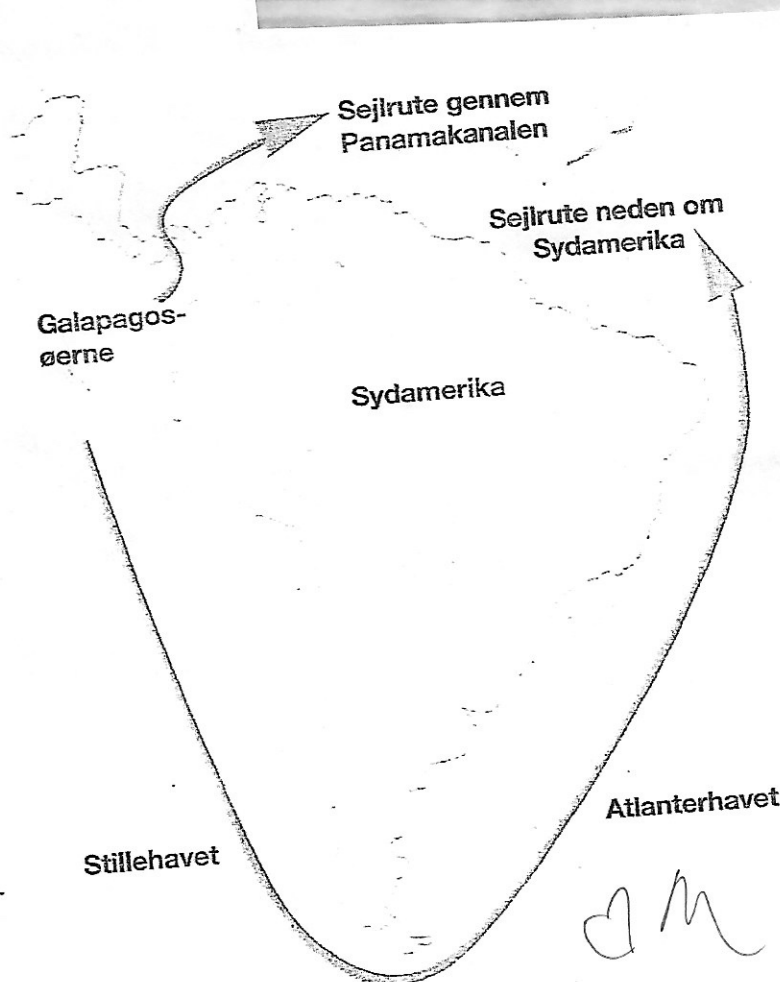 Sejlrute gennem
Panamakanalen
Sejlrute neden om
Sydamerika
Galapagos-
øerne
Sydamerika
Atlanterhavet
Stillehavet